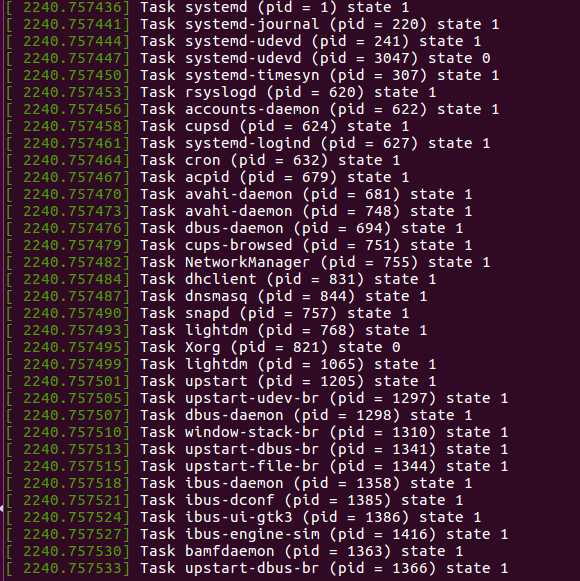 [ 2240.757436] Task systemd (pid = 1) state 1
[ 2240.757441] Task systemd-journal (pid = 220) state 1
[ 2240.757444] Task systemd-udevd (pid = 241) state 1
[ 2240.757447] Task systemd-udevd (pid = 3047) state 0
[ 2240.757450] Task systemd-timesyn (pid = 307) state 1
[ 2240.757453] Task rsyslogd (pid = 620) state 1
[ 2240.757456] Task accounts-daemon (pid = 622) state 1
[ 2240.757458] Task cupsd (pid = 624) state 1
[ 2240.757461] Task systemd-logind (pid = 627) state 1
[ 2240.757464] Task cron (pid = 632) state 1
[ 2240.757467] Task acpid (pid = 679) state 1
[ 2240.757470] Task avahi-daemon (pid = 681) state 1
[ 2240.757473] Task avahi-daemon (pid = 748) state 1
[ 2240.757476] Task dbus-daemon (pid = 694) state 1
[ 2240.757479] Task cups-browsed (pid = 751) state 1
[ 2240.757482] Task NetworkManager (pid = 755) state 1
[ 2240.757484] Task dhclient (pid = 831) state 1
[ 2240.757487] Task dnsmasq (pid = 844) state 1
[ 2240.757490] Task snapd (pid = 757) state 1
[ 2240.757493] Task lightdm (pid = 768) state 1
[ 2240.757495] Task Xorg (pid = 821) state 0
[ 2240.757499] Task lightdm (pid = 1065) state 1
[ 2240.757501] Task upstart (pid = 1205) state 1
[ 2240.757505] Task upstart-udev-br (pid = 1297) state 1
[ 2240.757507] Task dbus-daemon (pid = 1298) state 1
[ 2240.757510] Task window-stack-br (pid = 1310) state 1
[ 2240.757513] Task upstart-dbus-br (pid = 1341) state 1
[ 2240.757515] Task upstart-file-br (pid = 1344) state 1
[ 2240.757518] Task ibus-daemon (pid = 1358) state 1
[ 2240.757521] Task ibus-dconf (pid = 1385) state 1
[ 2240.757524] Task ibus-ui-gtk3 (pid = 1386) state 1
[ 2240.757527] Task ibus-engine-sim (pid = 1416) state 1
[ 2240.757530] Task bamfdaemon (pid = 1363) state 1
[ 2240.757533] Task upstart-dbus-br (pid = 1366) state 1